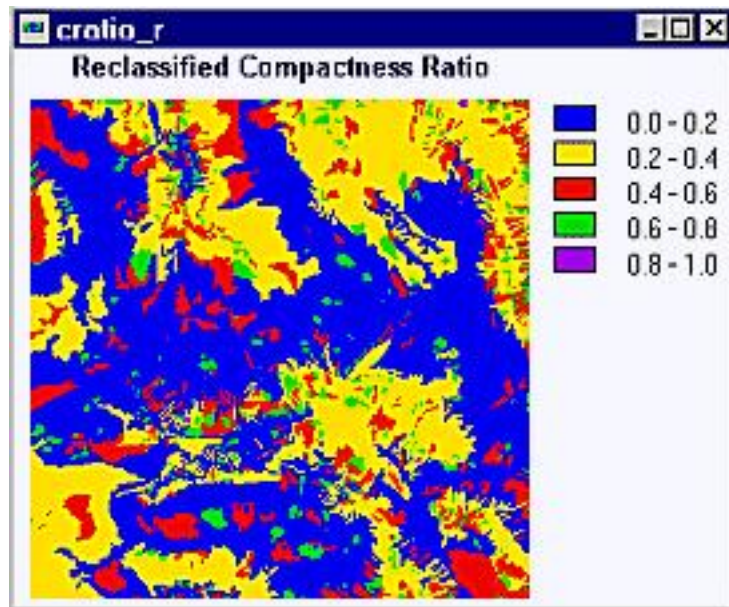 cratio_r
Reclassified Compactness Ratio
0.0 - 0.2
0.2 - 0.4
0.4 - 0.6
0.6 - 0.8
0.8 - 1.0